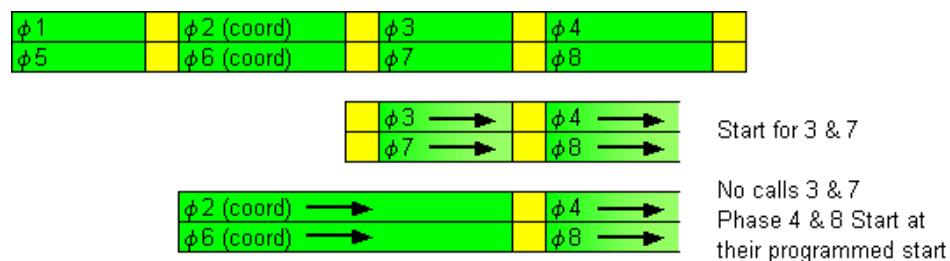 ϕ1 ϕ2 (coord) ϕ3 ϕ4
ϕ5 ϕ6 (coord) ϕ7 ϕ8
ϕ3 ϕ4
ϕ7 ϕ8
Start for 3 & 7
ϕ2 (coord) ϕ4
ϕ6 (coord) ϕ8
No calls 3 & 7
Phase 4 & 8 Start at
their programmed start